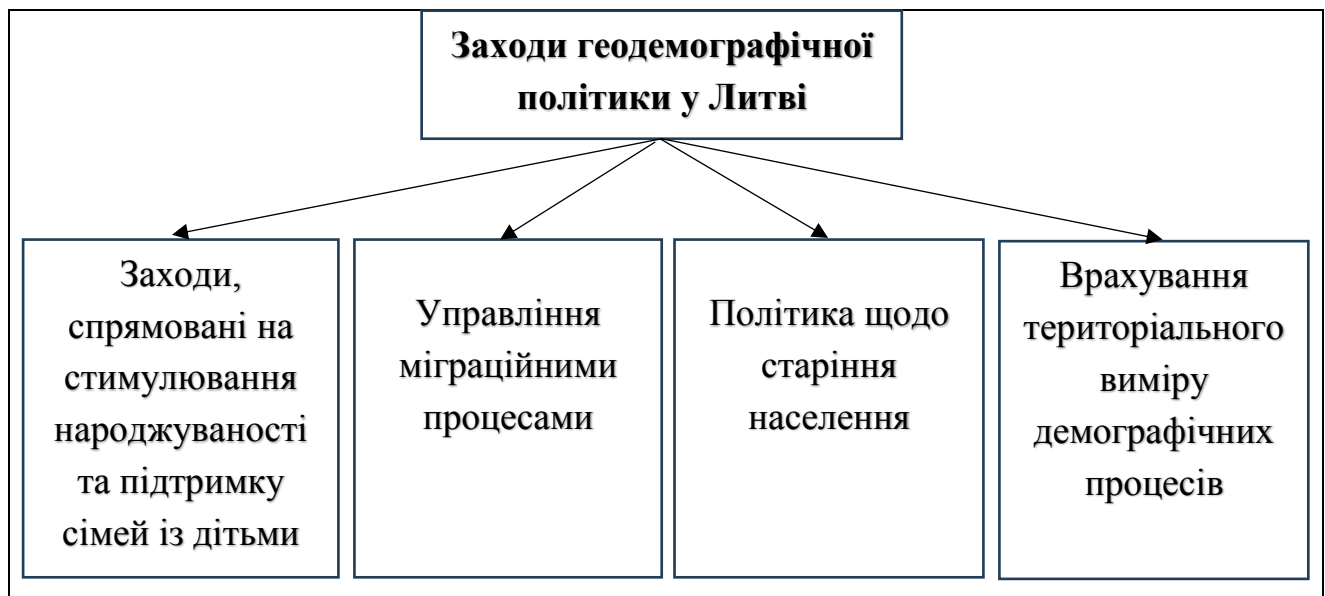 Заходи геодемографічної
політики у Литві
Заходи,
спрямовані на
стимулювання
народжуваності
та підтримку
сімей із дітьми
Управління
міграційними
процесами
Політика щодо
старіння
населення
Врахування
територіального
виміру
демографічних
процесів